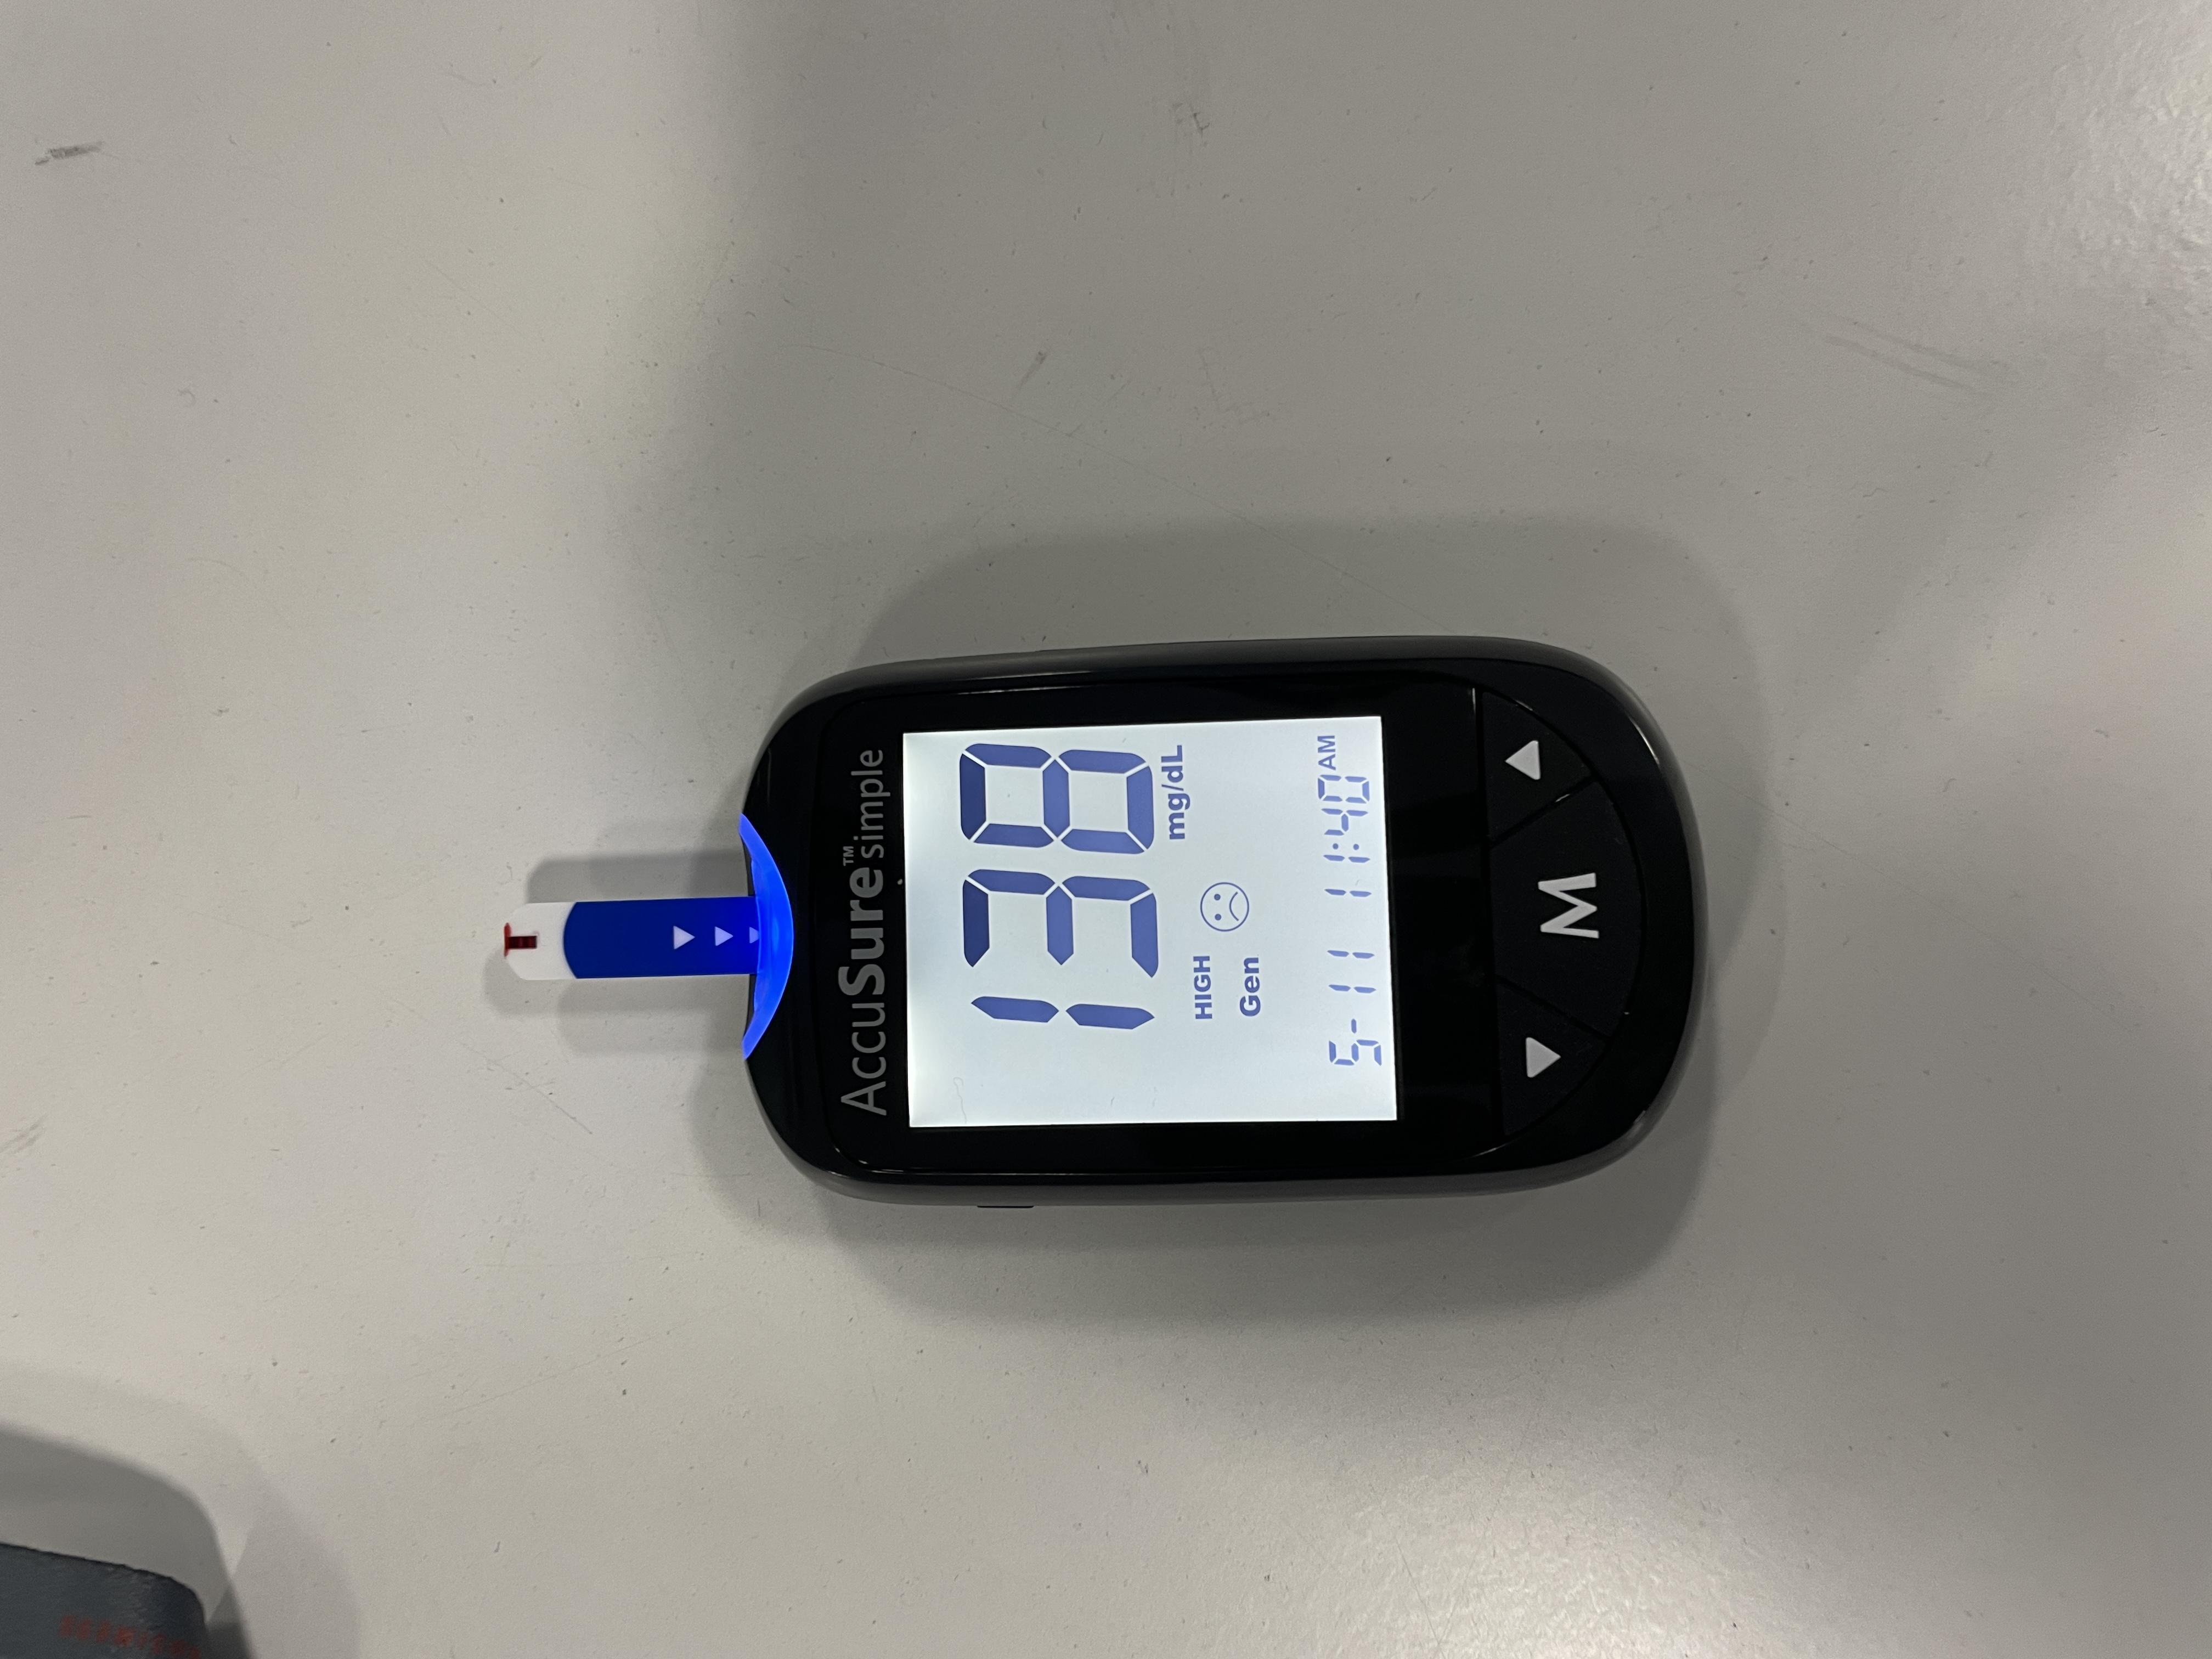 AccuSure™ simple
138
mg/dL
HIGH
Gen
5-11 11:40 AM
M